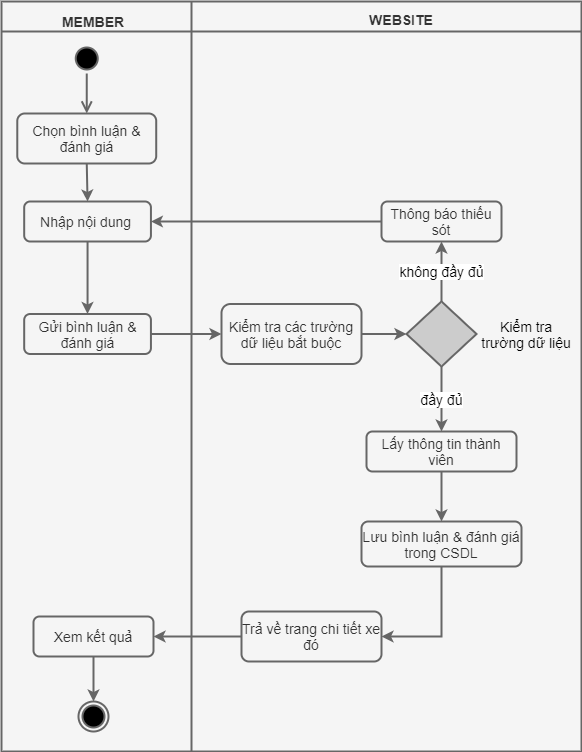 MEMBER
WEBSITE
Chọn bình luận &
đánh giá
Nhập nội dung
Thông báo thiếu
sót
không đầy đủ
Gửi bình luận &
đánh giá
Kiểm tra các trường
dữ liệu bắt buộc
Kiểm tra
trường dữ liệu
đầy đủ
Lấy thông tin thành
viên
Lưu bình luận & đánh giá
trong CSDL
Trả về trang chi tiết xe
đó
Xem kết quả